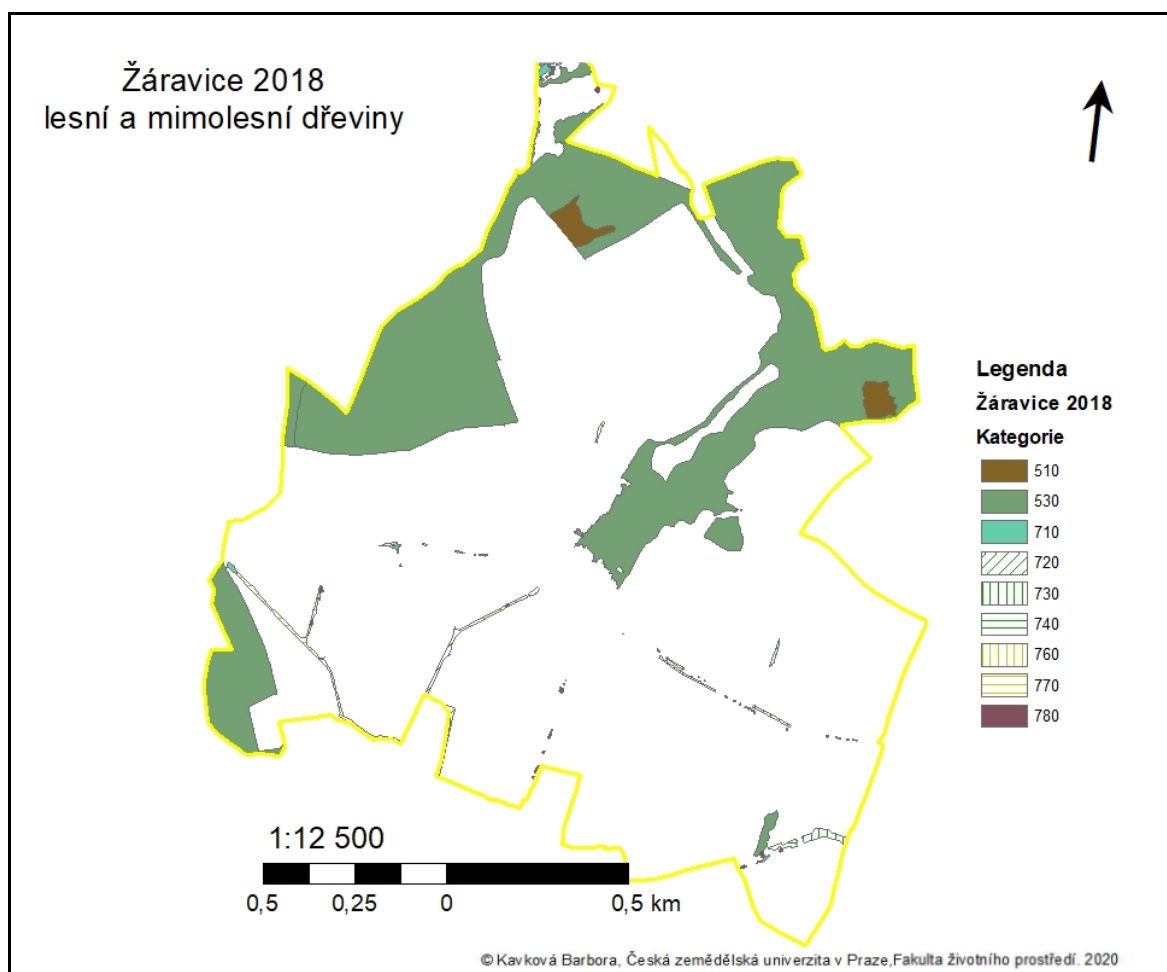 Žáravice 2018
lesní a mimolesní dřeviny
Legenda
Žáravice 2018
Kategorie
510
530
710
720
730
740
760
770
780
1:12 500
0,5 0,25 0 0,5 km
© Kavková Barbora, Česká zemědělská univerzita v Praze,Fakulta životního prostředí. 2020